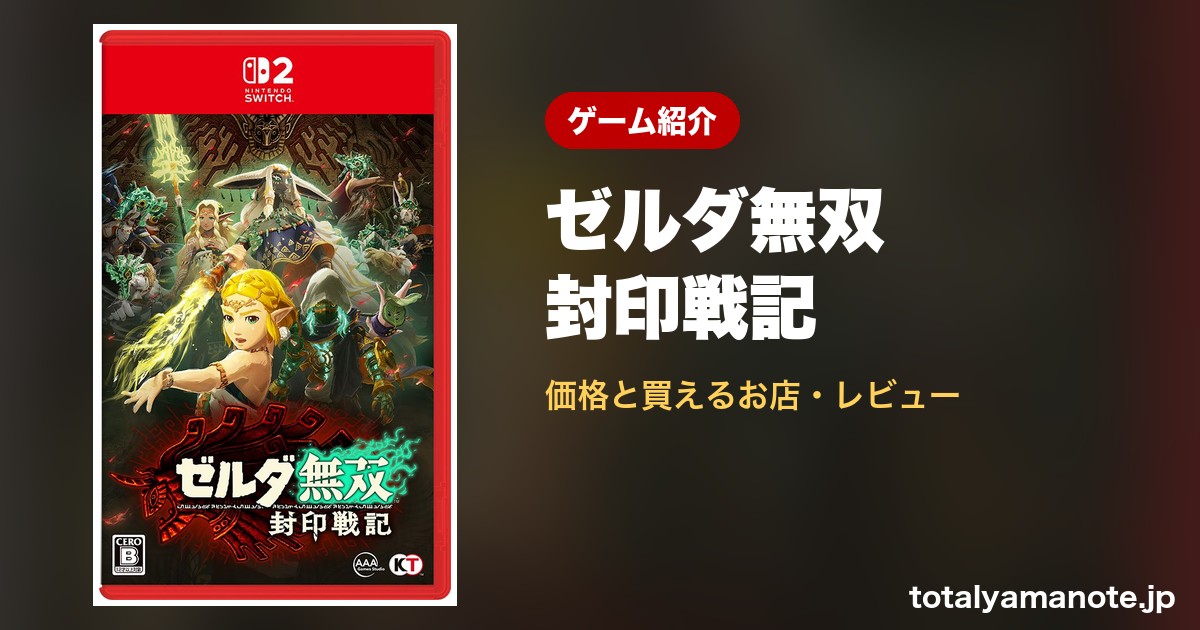 2
NINTENDO
SWITCH.
ゼルダ無双
封印戦記
CERO
B
AAA
Games Studio
KT
ゲーム紹介
ゼルダ無双
封印戦記
価格と買えるお店・レビュー
totalyamanote.jp